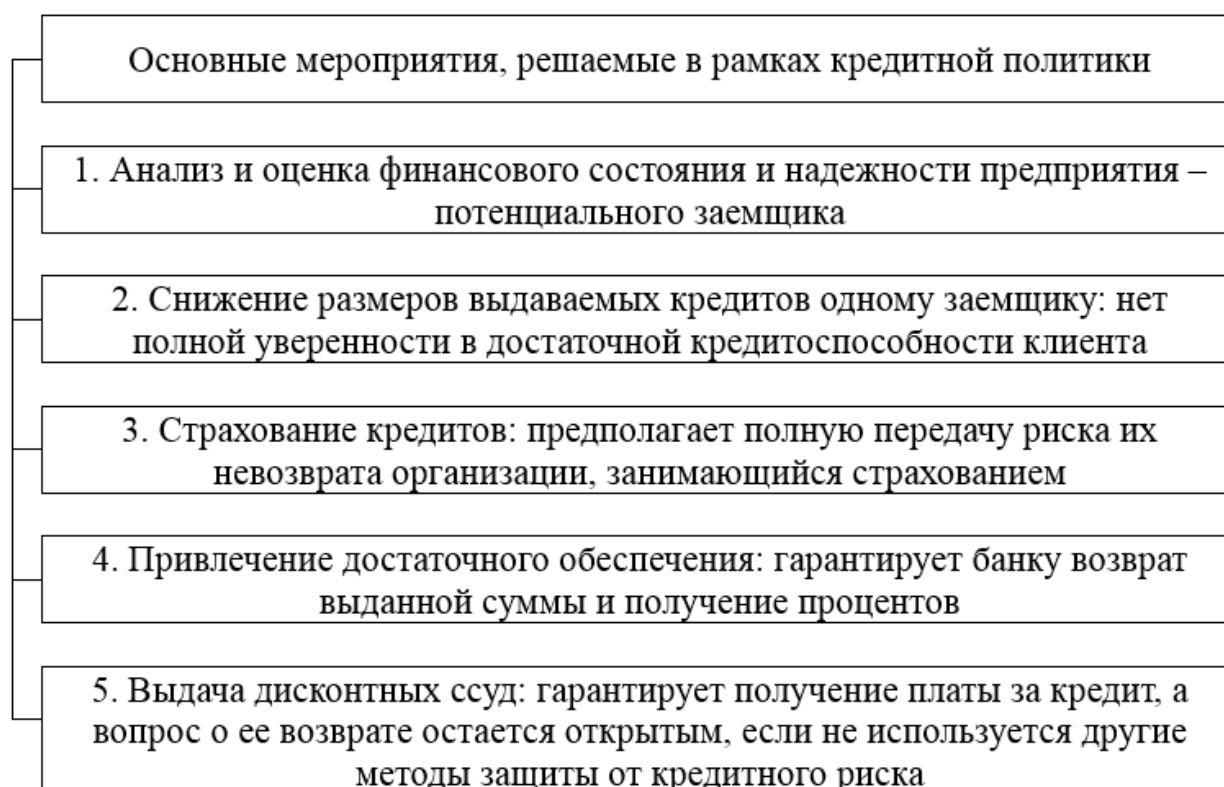 Основные мероприятия, решаемые в рамках кредитной политики
1. Анализ и оценка финансового состояния и надежности предприятия –
потенциального заемщика
2. Снижение размеров выдаваемых кредитов одному заемщику: нет
полной уверенности в достаточной кредитоспособности клиента
3. Страхование кредитов: предполагает полную передачу риска их
невозврата организации, занимающийся страхованием
4. Привлечение достаточного обеспечения: гарантирует банку возврат
выданной суммы и получение процентов
5. Выдача дисконтных ссуд: гарантирует получение платы за кредит, а
вопрос о ее возврате остается открытым, если не используется другие
методы защиты от кредитного риска